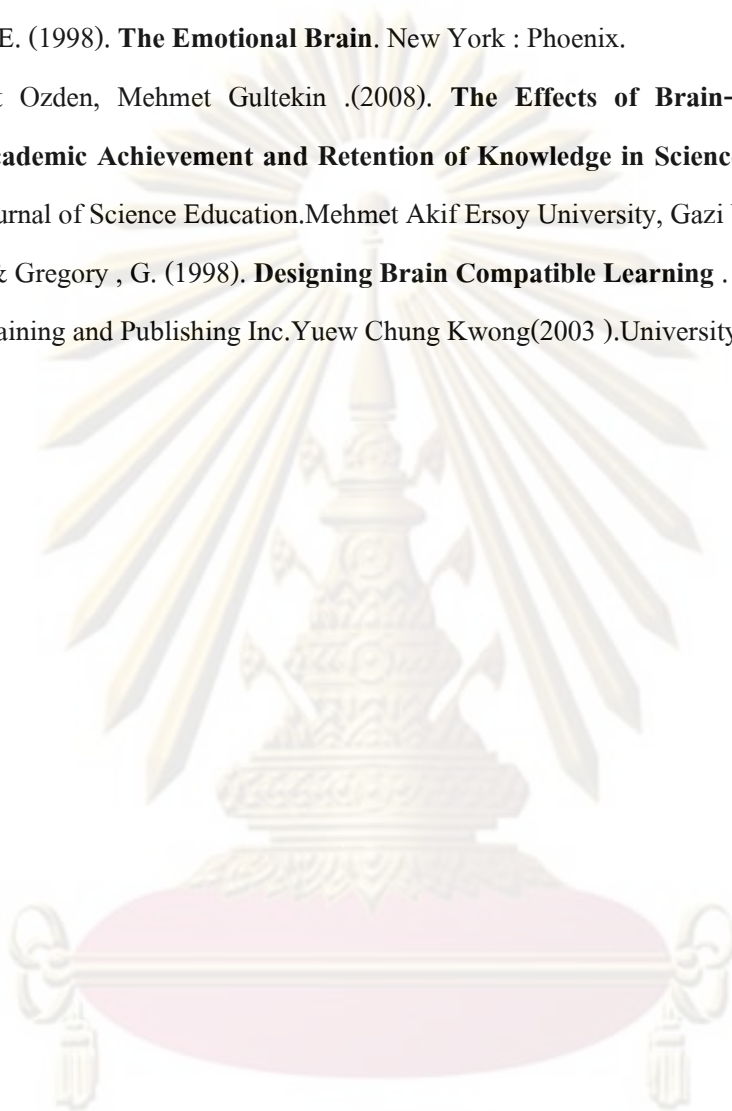 E. (1998). The Emotional Brain. New York : Phoenix.
t Ozden, Mehmet Gultekin .(2008). The Effects of Brain-
cademic Achievement and Retention of Knowledge in Scienc
urnal of Science Education.Mehmet Akif Ersoy University, Gazi
& Gregory , G. (1998). Designing Brain Compatible Learning .
aining and Publishing Inc.Yuew Chung Kwong(2003 ).University